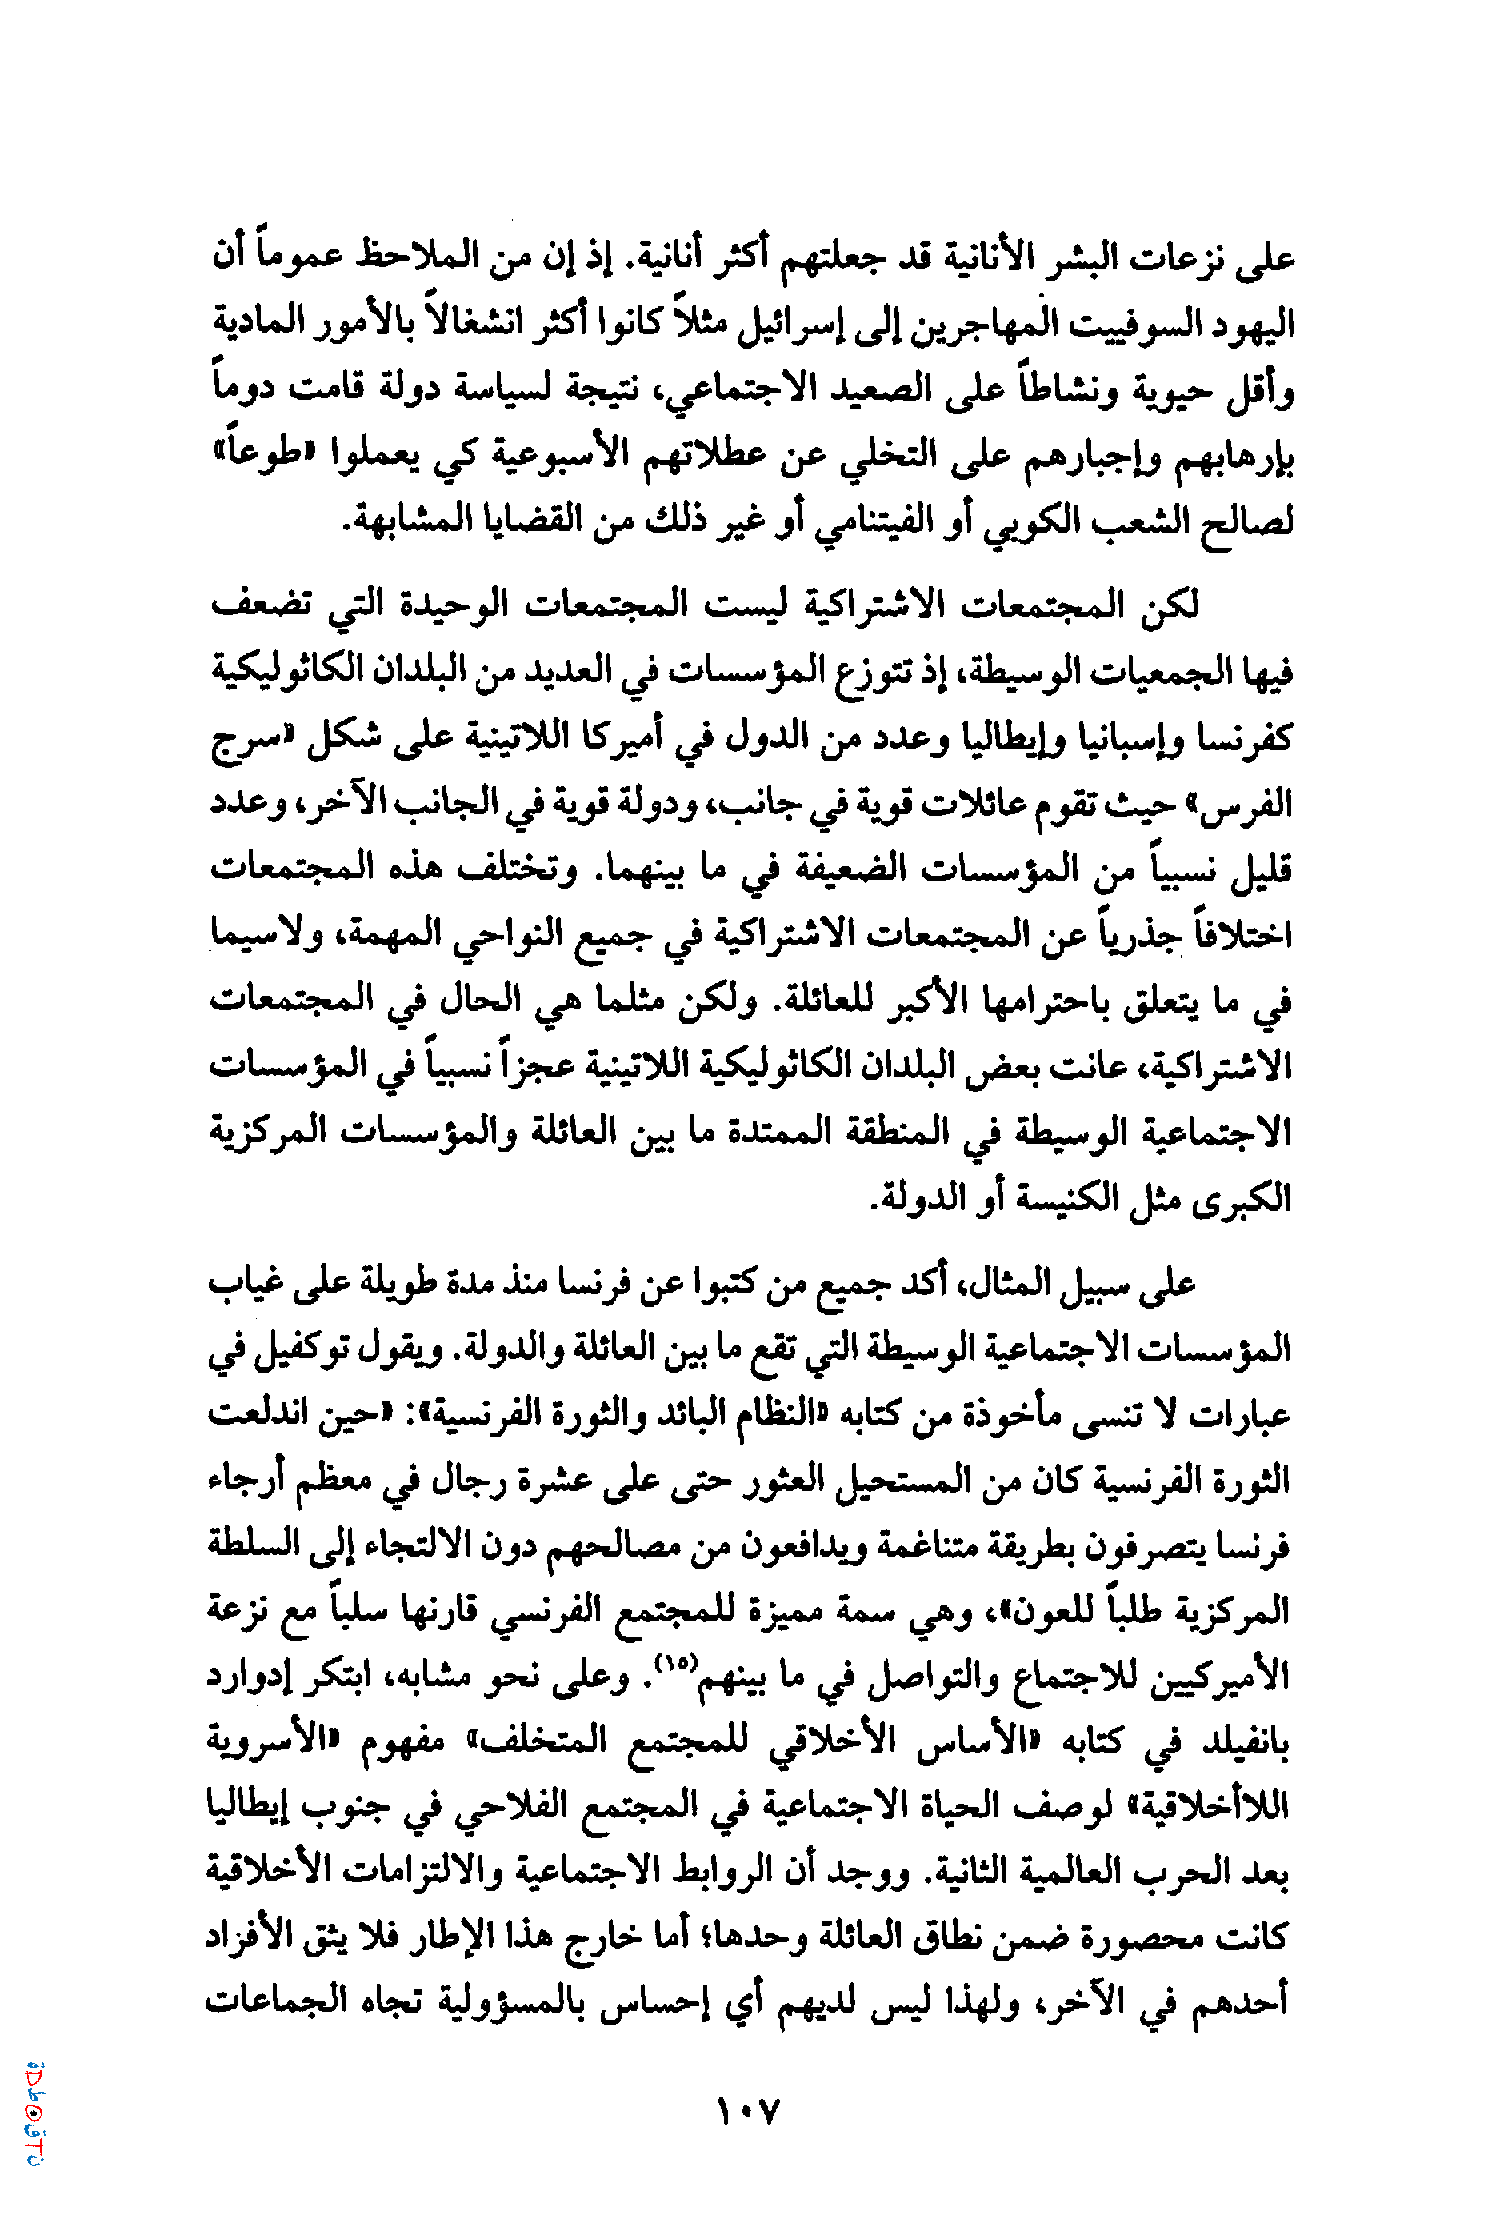 على نزعات البشر الأنانية قد جعلتهم أكثر أنانية. إذ إن من الملاحظ عموماً أن
اليهود السوفييت المهاجرين إلى إسرائيل مثلاً كانوا أكثر انشغالاً بالأمور المادية
وأقل حيوية ونشاطاً على الصعيد الاجتماعي، نتيجة لسياسة دولة قامت دوماً
بإرهابهم وإجبارهم على التخلي عن عطلاتهم الأسبوعية كي يعملوا «طوعاً»
لصالح الشعب الكوبي أو الفيتنامي أو غير ذلك من القضايا المشابهة.
لكن المجتمعات الاشتراكية ليست المجتمعات الوحيدة التي تضعف
فيها الجمعيات الوسيطة، إذ تتوزع المؤسسات في العديد من البلدان الكاثوليكية
كفرنسا وإسبانيا وإيطاليا وعدد من الدول في أميركا اللاتينية على شكل «سرج
الفرس» حيث تقوم عائلات قوية في جانب، ودولة قوية في الجانب الآخر، وعدد
قليل نسبياً من المؤسسات الضعيفة في ما بينهما. وتختلف هذه المجتمعات
اختلافاً جذرياً عن المجتمعات الاشتراكية في جميع النواحي المهمة، ولاسيما
في ما يتعلق باحترامها الأكبر للعائلة. ولكن مثلما هي الحال في المجتمعات
الاشتراكية، عانت بعض البلدان الكاثوليكية اللاتينية عجزاً نسبياً في المؤسسات
الاجتماعية الوسيطة في المنطقة الممتدة ما بين العائلة والمؤسسات المركزية
الكبرى مثل الكنيسة أو الدولة.
على سبيل المثال، أكد جميع من كتبوا عن فرنسا منذ مدة طويلة على غياب
المؤسسات الاجتماعية الوسيطة التي تقع ما بين العائلة والدولة. ويقول توكفيل في
عبارات لا تنسى مأخوذة من كتابه «النظام البائد والثورة الفرنسية»: «حين اندلعت
الثورة الفرنسية كان من المستحيل العثور حتى على عشرة رجال في معظم أرجاء
فرنسا يتصرفون بطريقة متناغمة ويدافعون من مصالحهم دون الالتجاء إلى السلطة
المركزية طلباً للعون»، وهي سمة مميزة للمجتمع الفرنسي قارنها سلباً مع نزعة
الأميركيين للاجتماع والتواصل في ما بينهم(١٥). وعلى نحو مشابه، ابتكر إدوارد
بانفيلد في كتابه «الأساس الأخلاقي للمجتمع المتخلف» مفهوم «الأسروية
اللاأخلاقية» لوصف الحياة الاجتماعية في المجتمع الفلاحي في جنوب إيطاليا
بعد الحرب العالمية الثانية. ووجد أن الروابط الاجتماعية والالتزامات الأخلاقية
كانت محصورة ضمن نطاق العائلة وحدها؛ أما خارج هذا الإطار فلا يثق الأفراد
أحدهم في الآخر، ولهذا ليس لديهم أي إحساس بالمسؤولية تجاه الجماعات
١٠٧